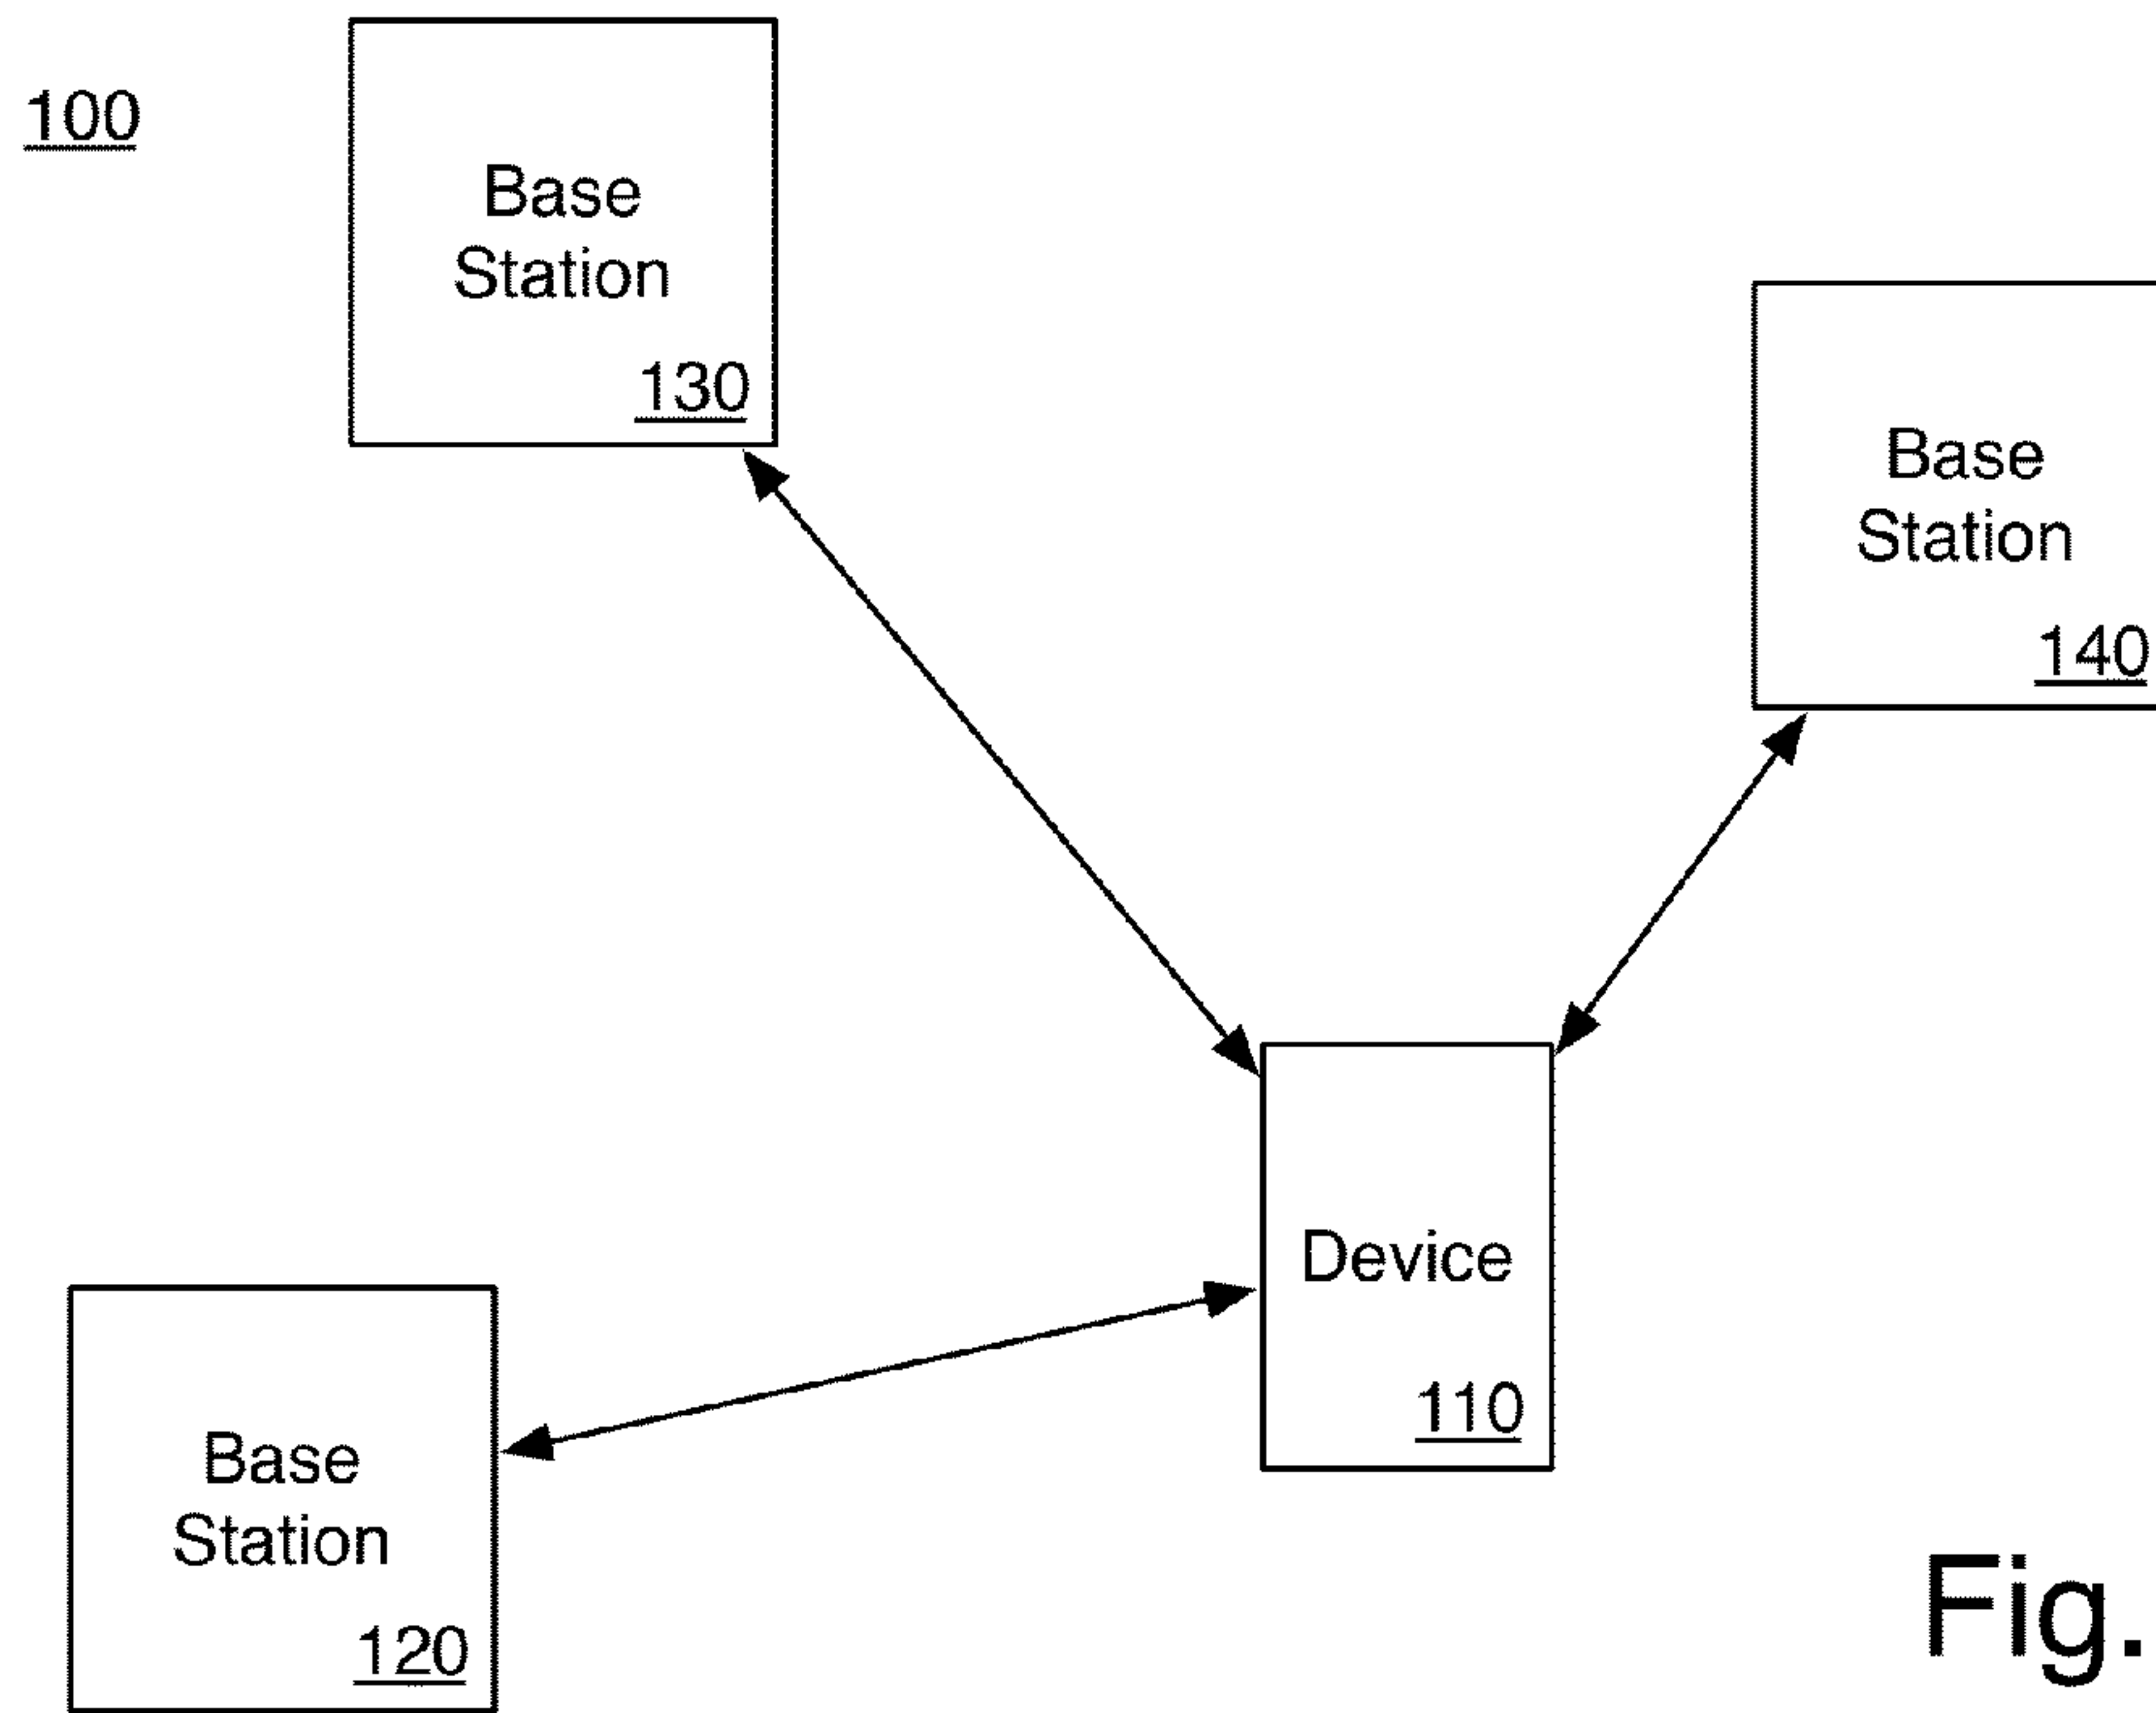 100
Base
Station
130
Base
Station
140
Device
110
Base
Station
120
Fig.